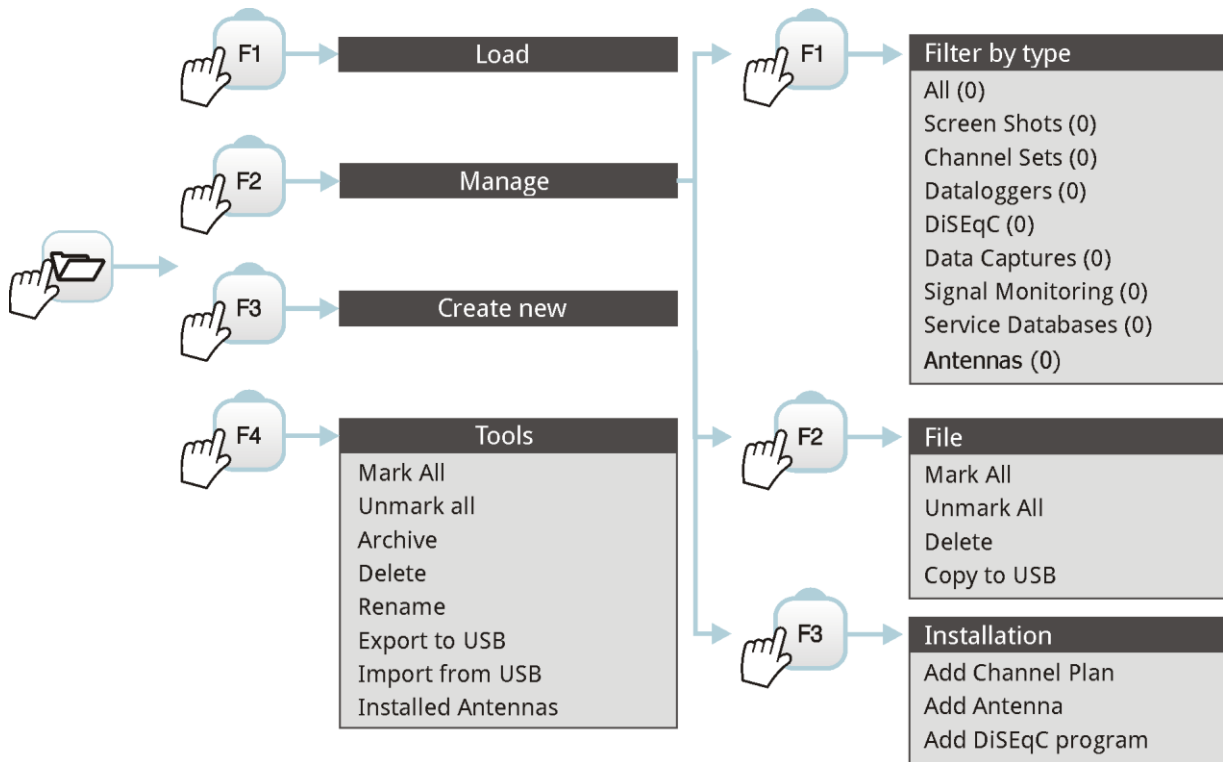 F1
Load
F2
Manage
F3
Create new
F4
Tools
Mark All
Unmark all
Archive
Delete
Rename
Export to USB
Import from USB
Installed Antennas
F1
Filter by type
All (0)
Screen Shots (0)
Channel Sets (0)
Dataloggers (0)
DiSEqC (0)
Data Captures (0)
Signal Monitoring (0)
Service Databases (0)
Antennas (0)
F2
File
Mark All
Unmark All
Delete
Copy to USB
F3
Installation
Add Channel Plan
Add Antenna
Add DiSEqC program